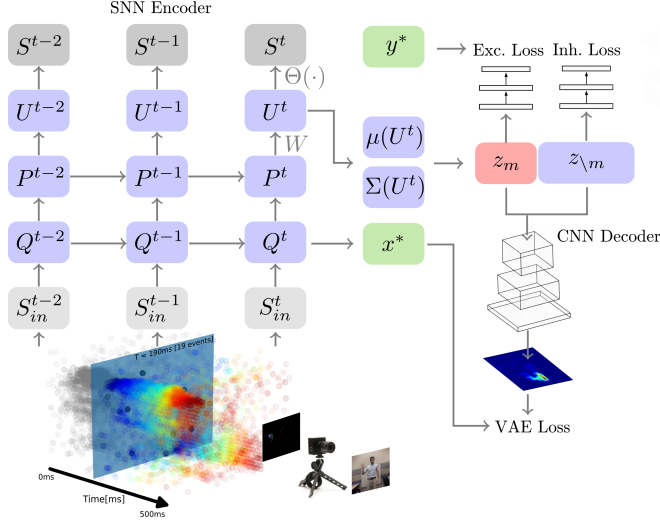 SNN Encoder
S^{t-2} S^{t-1} S^t y* Exc. Loss Inh. Loss
Θ(·)
U^{t-2} U^{t-1} U^t μ(U^t)
W
P^{t-2} P^{t-1} P^t Σ(U^t) z_m z_{\m}
Q^{t-2} Q^{t-1} Q^t x* CNN Decoder
S_{in}^{t-2} S_{in}^{t-1} S_{in}^t
T = 190ms [19 events]
VAE Loss
0ms
Time[ms]
500ms